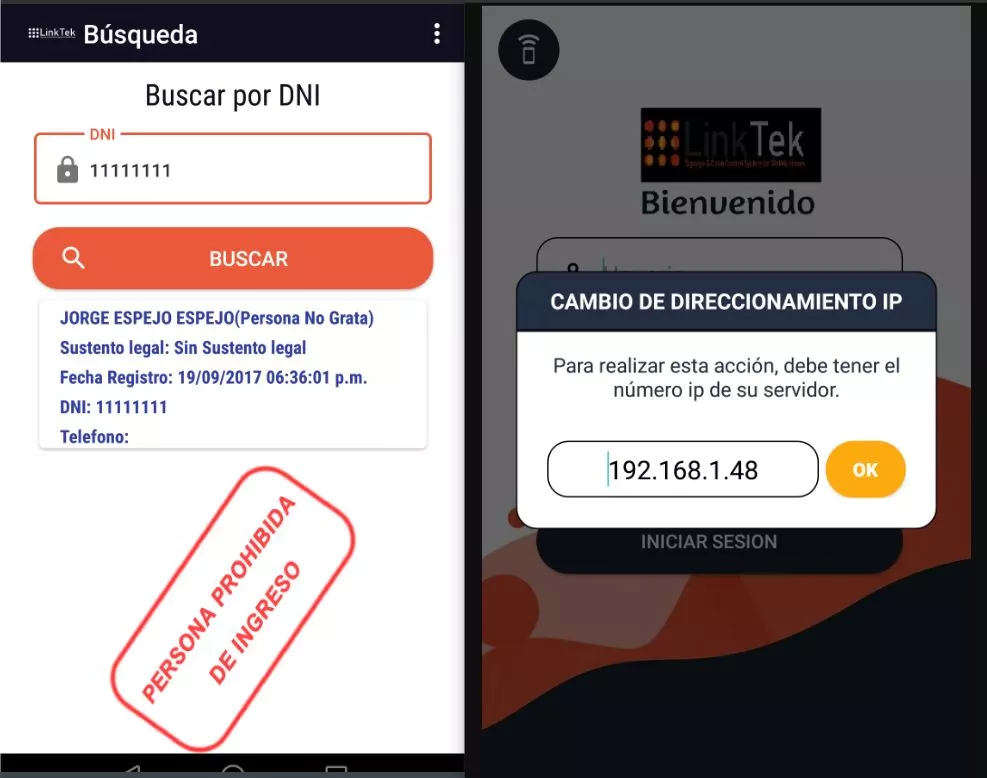 LinkTek Búsqueda
Buscar por DNI
DNI
11111111
BUSCAR
JORGE ESPEJO ESPEJO(Persona No Grata)
Sustento legal: Sin Sustento legal
Fecha Registro: 19/09/2017 06:36:01 p.m.
DNI: 11111111
Telefono:
PERSONA PROHIBIDA
DE INGRESO
LinkTek
Bienvenido
CAMBIO DE DIRECCIONAMIENTO IP
Para realizar esta acción, debe tener el
número ip de su servidor.
192.168.1.48
OK
INICIAR SESION